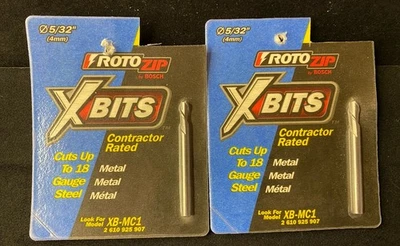 Ø 5/32"
(4mm)
ROTOZIP
by BOSCH
X BITS
Contractor
Rated
Cuts Up
To 18
Gauge
Steel
Metal
Metal
Métal
Look For
Model XB-MC1
2 610 925 907
Ø 5/32"
(4mm)
ROTOZIP
by BOSCH
X BITS
Contractor
Rated
Cuts Up
To 18
Gauge
Steel
Metal
Metal
Métal
Look For
Model XB-MC1
2 610 925 907